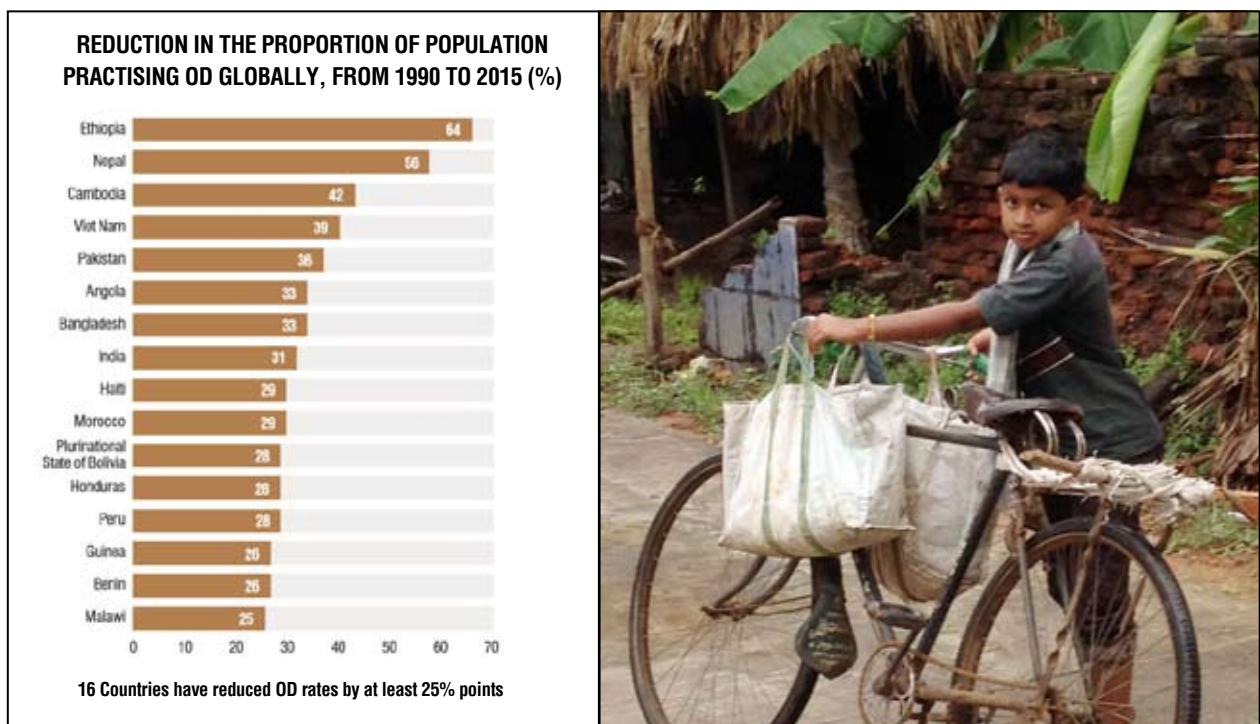 REDUCTION IN THE PROPORTION OF POPULATION
PRACTISING OD GLOBALLY, FROM 1990 TO 2015 (%)
Ethiopia 64
Nepal 56
Cambodia 42
Viet Nam 39
Pakistan 36
Angola 33
Bangladesh 33
India 31
Haiti 29
Morocco 29
Plurinational
State of Bolivia 28
Honduras 28
Peru 28
Guinea 26
Benin 26
Malawi 25
0 10 20 30 40 50 60 70
16 Countries have reduced OD rates by at least 25% points